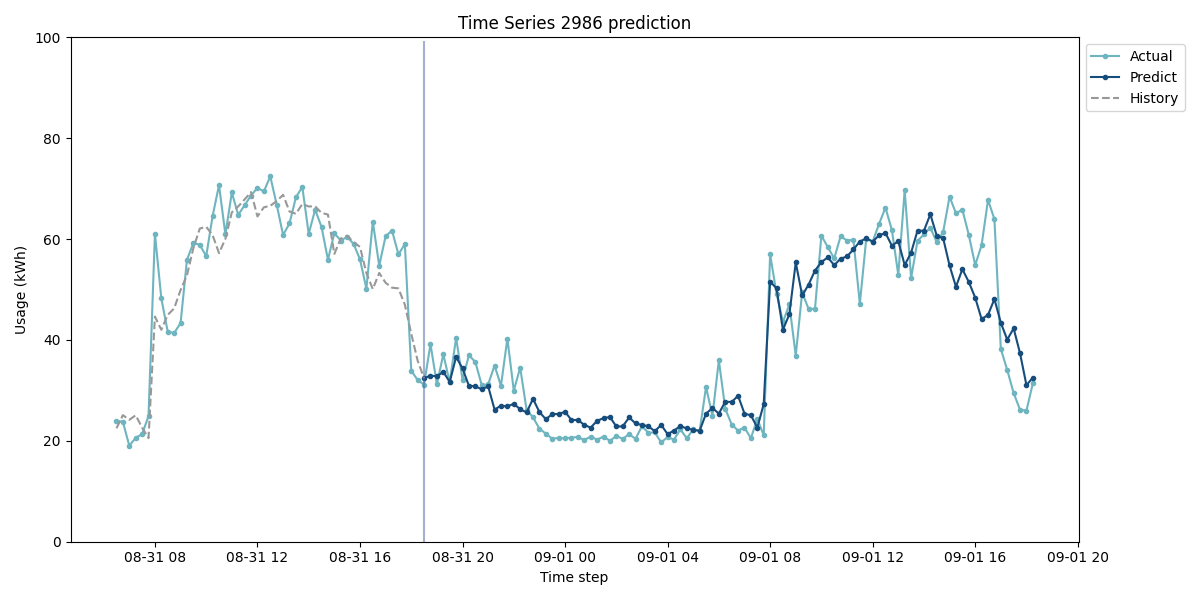 Time Series 2986 prediction
100
80
60
40
20
0
Usage (kWh)
08-31 08
08-31 12
08-31 16
08-31 20
09-01 00
09-01 04
09-01 08
09-01 12
09-01 16
09-01 20
Time step
Actual
Predict
History